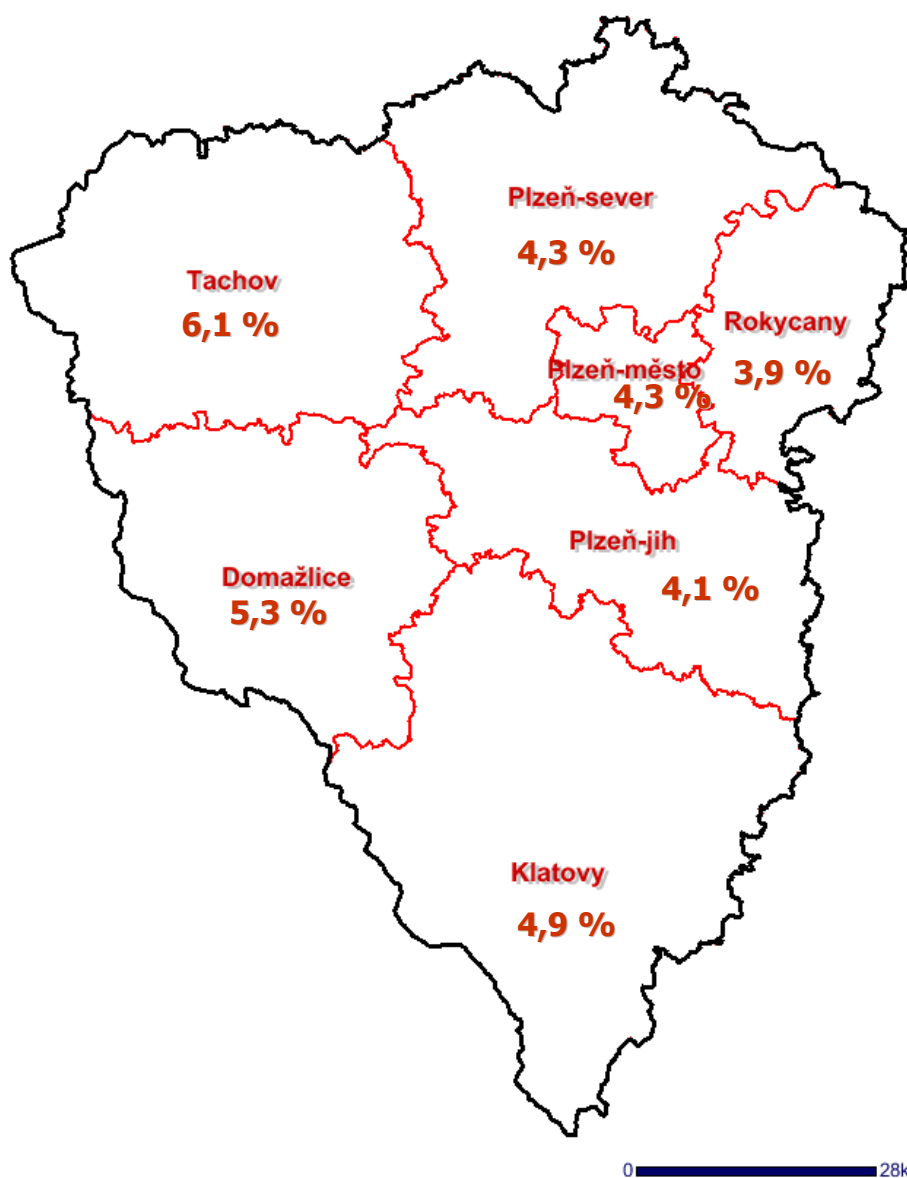 Plzeň-sever
4,3 %
Tachov
6,1 %
Rokycany
3,9 %
Plzeň-město
4,3 %
Plzeň-jih
4,1 %
Domažlice
5,3 %
Klatovy
4,9 %
0 28k